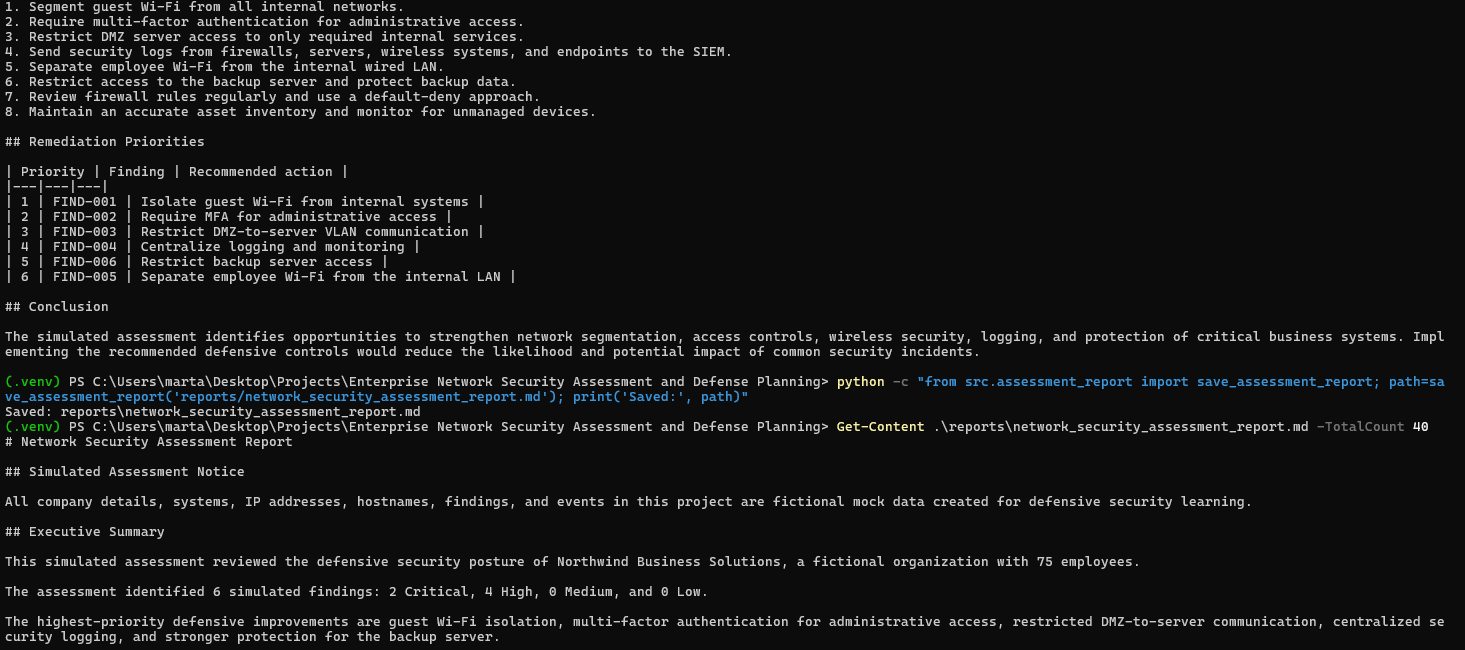 1. Segment guest Wi-Fi from all internal networks.
2. Require multi-factor authentication for administrative access.
3. Restrict DMZ server access to only required internal services.
4. Send security logs from firewalls, servers, wireless systems, and endpoints to the SIEM.
5. Separate employee Wi-Fi from the internal wired LAN.
6. Restrict access to the backup server and protect backup data.
7. Review firewall rules regularly and use a default-deny approach.
8. Maintain an accurate asset inventory and monitor for unmanaged devices.
## Remediation Priorities
| Priority | Finding | Recommended action |
|---|---|---|
| 1 | FIND-001 | Isolate guest Wi-Fi from internal systems |
| 2 | FIND-002 | Require MFA for administrative access |
| 3 | FIND-003 | Restrict DMZ-to-server VLAN communication |
| 4 | FIND-004 | Centralize logging and monitoring |
| 5 | FIND-006 | Restrict backup server access |
| 6 | FIND-005 | Separate employee Wi-Fi from the internal LAN |
## Conclusion
The simulated assessment identifies opportunities to strengthen network segmentation, access controls, wireless security, logging, and protection of critical business systems. Impl
ementing the recommended defensive controls would reduce the likelihood and potential impact of common security incidents.
(.venv) PS C:\Users\marta\Desktop\Projects\Enterprise Network Security Assessment and Defense Planning> python -c "from src.assessment_report import save_assessment_report; path=sa
ve_assessment_report('reports/network_security_assessment_report.md'); print('Saved:', path)"
Saved: reports\network_security_assessment_report.md
(.venv) PS C:\Users\marta\Desktop\Projects\Enterprise Network Security Assessment and Defense Planning> Get-Content .\reports\network_security_assessment_report.md -TotalCount 40
# Network Security Assessment Report
## Simulated Assessment Notice
All company details, systems, IP addresses, hostnames, findings, and events in this project are fictional mock data created for defensive security learning.
## Executive Summary
This simulated assessment reviewed the defensive security posture of Northwind Business Solutions, a fictional organization with 75 employees.
The assessment identified 6 simulated findings: 2 Critical, 4 High, 0 Medium, and 0 Low.
The highest-priority defensive improvements are guest Wi-Fi isolation, multi-factor authentication for administrative access, restricted DMZ-to-server communication, centralized se
curity logging, and stronger protection for the backup server.